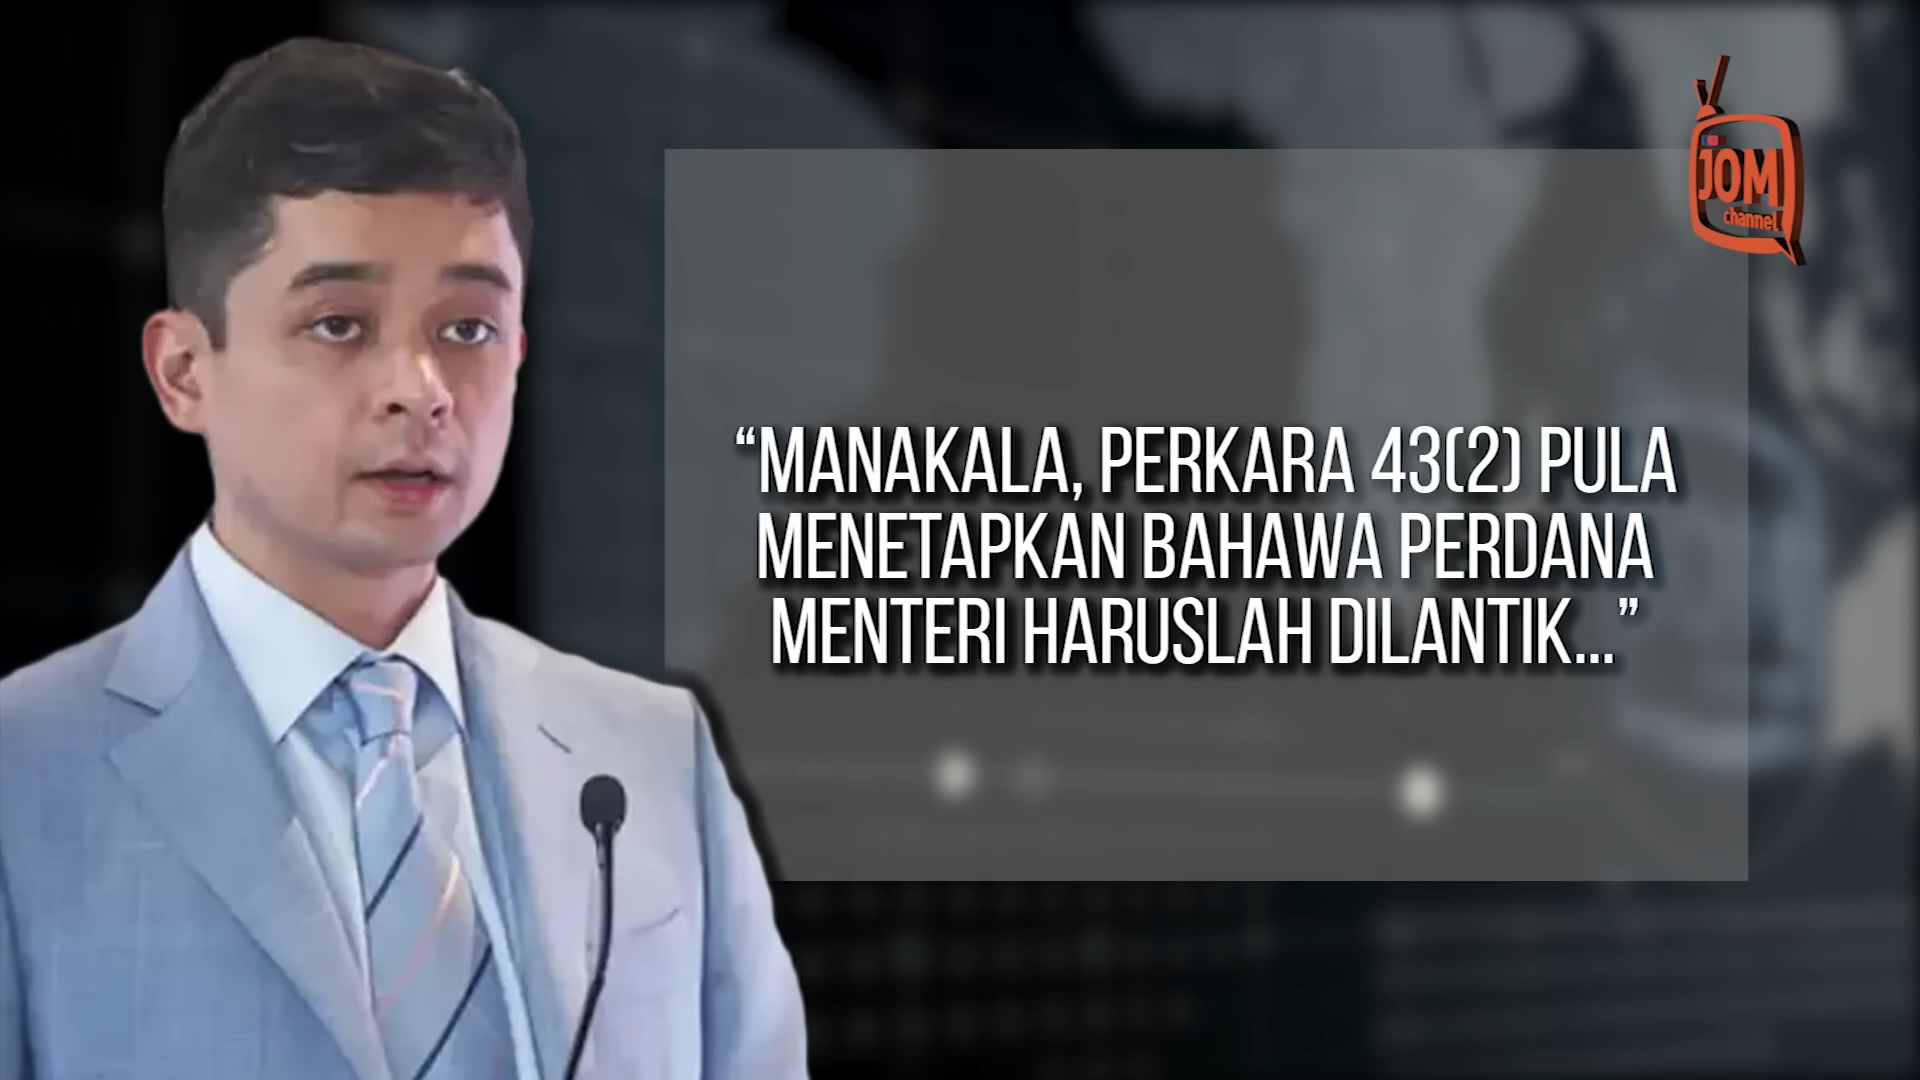 JOM
channel
“MANAKALA, PERKARA 43(2) PULA
MENETAPKAN BAHAWA PERDANA
MENTERI HARUSLAH DILANTIK...”